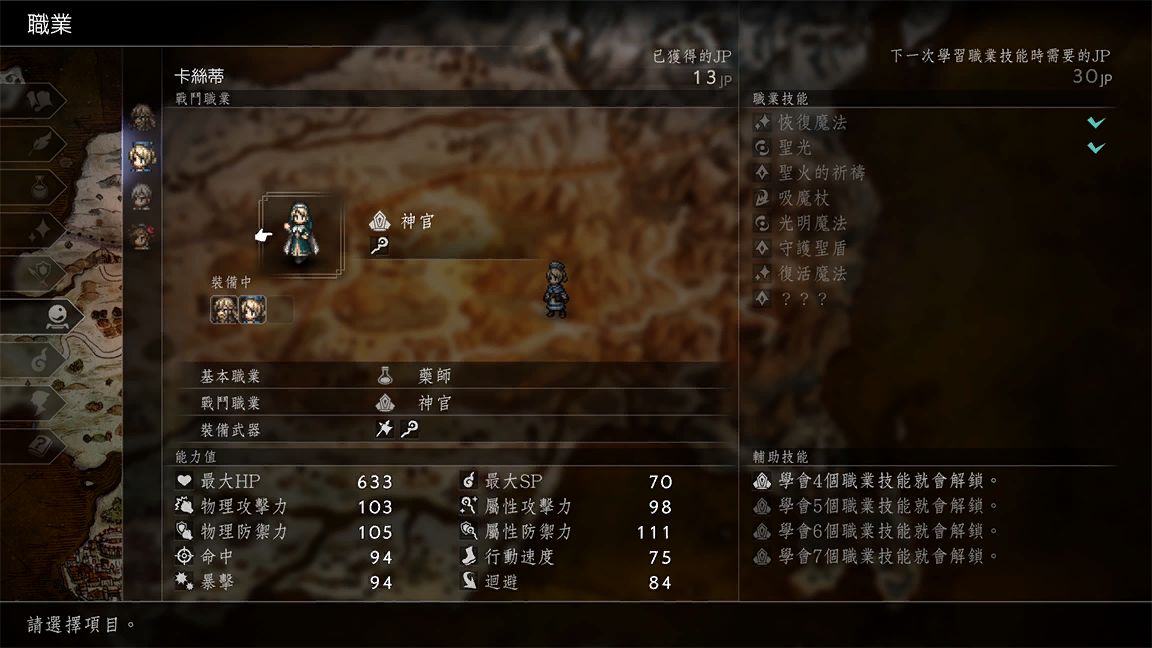 職業
卡絲蒂
已獲得的JP
13JP
下一次學習職業技能時需要的JP
30JP
戰鬥職業
神官
裝備中
基本職業 藥師
戰鬥職業 神官
裝備武器
能力值
最大HP 633 最大SP 70
物理攻擊力 103 屬性攻擊力 98
物理防禦力 105 屬性防禦力 111
命中 94 行動速度 75
暴擊 94 迴避 84
職業技能
恢復魔法
聖光
聖火的祈禱
吸魔杖
光明魔法
守護聖盾
復活魔法
？？？
輔助技能
學會4個職業技能就會解鎖。
學會5個職業技能就會解鎖。
學會6個職業技能就會解鎖。
學會7個職業技能就會解鎖。
請選擇項目。